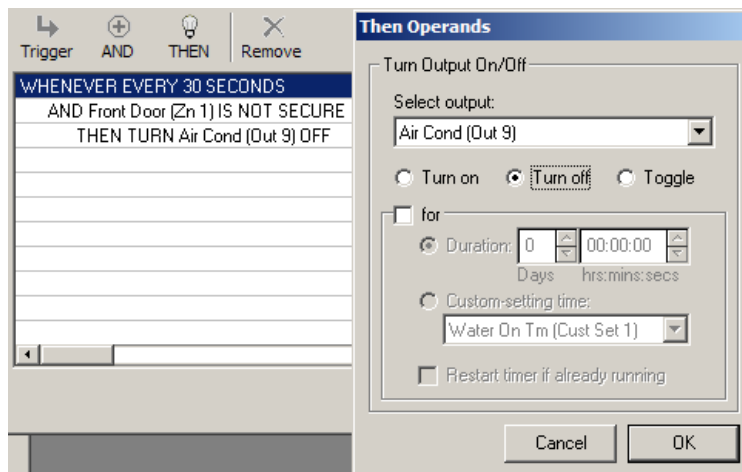 Trigger AND THEN Remove
WHENEVER EVERY 30 SECONDS
AND Front Door (Zn 1) IS NOT SECURE
THEN TURN Air Cond (Out 9) OFF
Then Operands
Turn Output On/Off
Select output:
Air Cond (Out 9)
Turn on Turn off Toggle
for
Duration: 0 00:00:00
Days hrs:mins:secs
Custom-setting time:
Water On Tm (Cust Set 1)
Restart timer if already running
Cancel OK